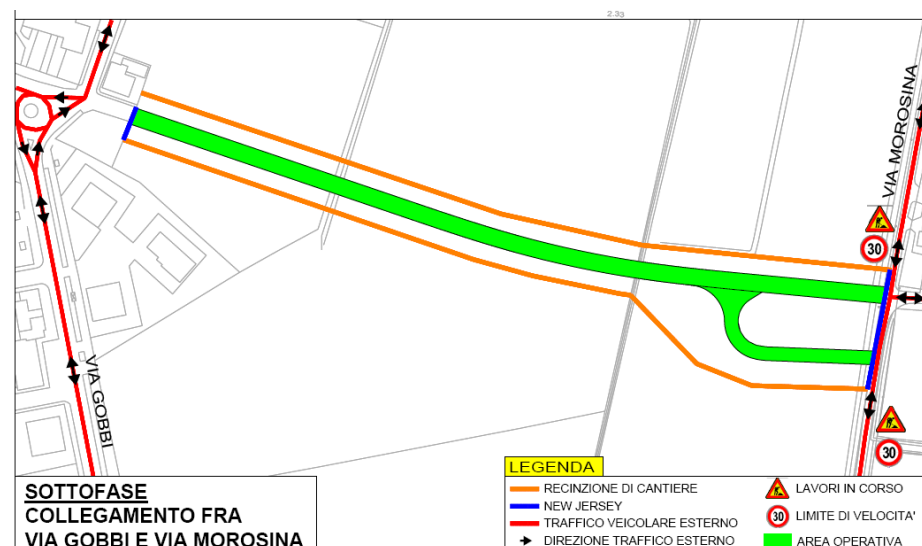 2.33
VIA MOROSINA
30
VIA GOBBI
30
SOTTOFASE
COLLEGAMENTO FRA
VIA GOBBI E VIA MOROSINA
LEGENDA
RECINZIONE DI CANTIERE
NEW JERSEY
TRAFFICO VEICOLARE ESTERNO
DIREZIONE TRAFFICO ESTERNO
LAVORI IN CORSO
30 LIMITE DI VELOCITA'
AREA OPERATIVA